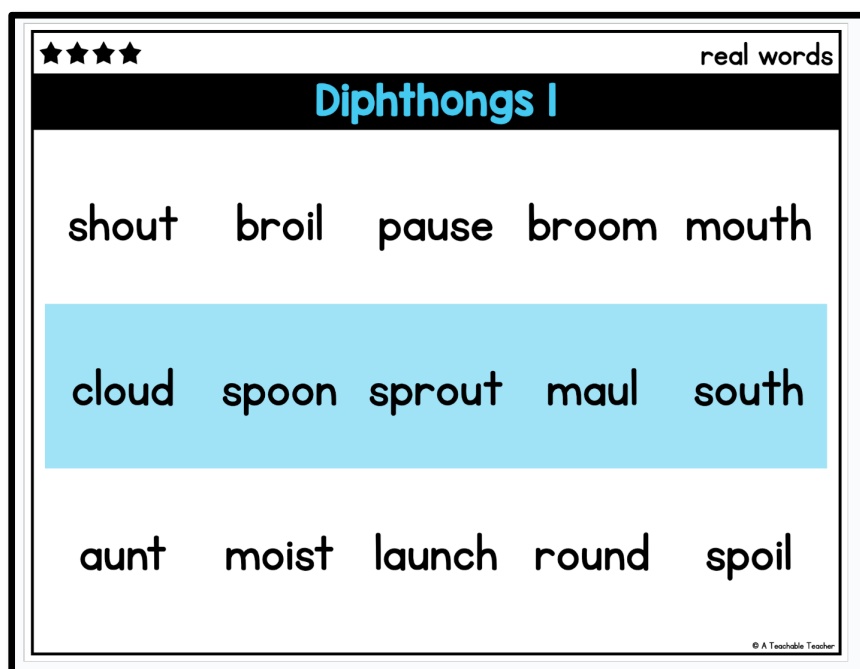 ★★★★ real words
Diphthongs 1
shout broil pause broom mouth
cloud spoon sprout maul south
aunt moist launch round spoil
© A Teachable Teacher